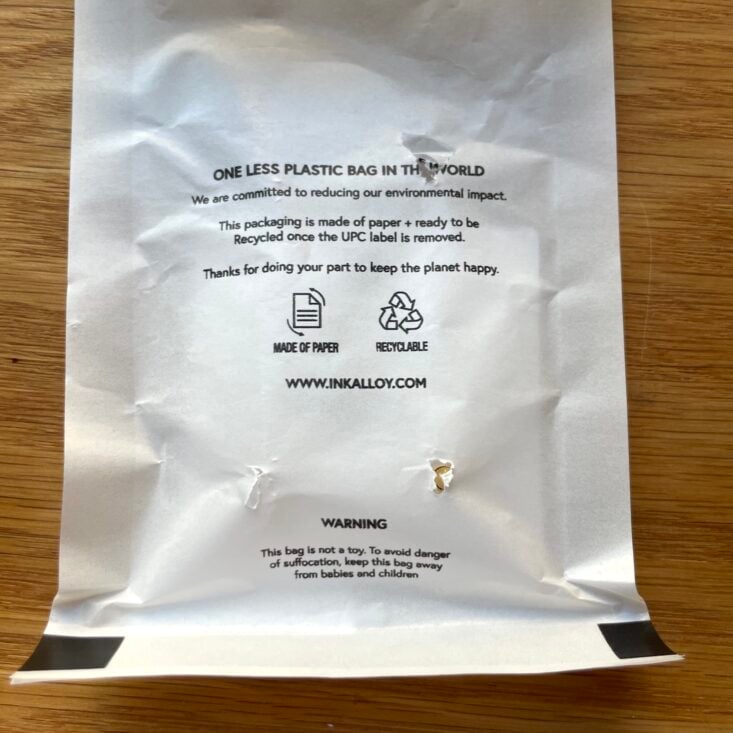 ONE LESS PLASTIC BAG IN THE WORLD
We are committed to reducing our environmental impact.
This packaging is made of paper + ready to be
Recycled once the UPC label is removed.
Thanks for doing your part to keep the planet happy.
MADE OF PAPER RECYCLABLE
WWW.INKALLOY.COM
WARNING
This bag is not a toy. To avoid danger
of suffocation, keep this bag away
from babies and children